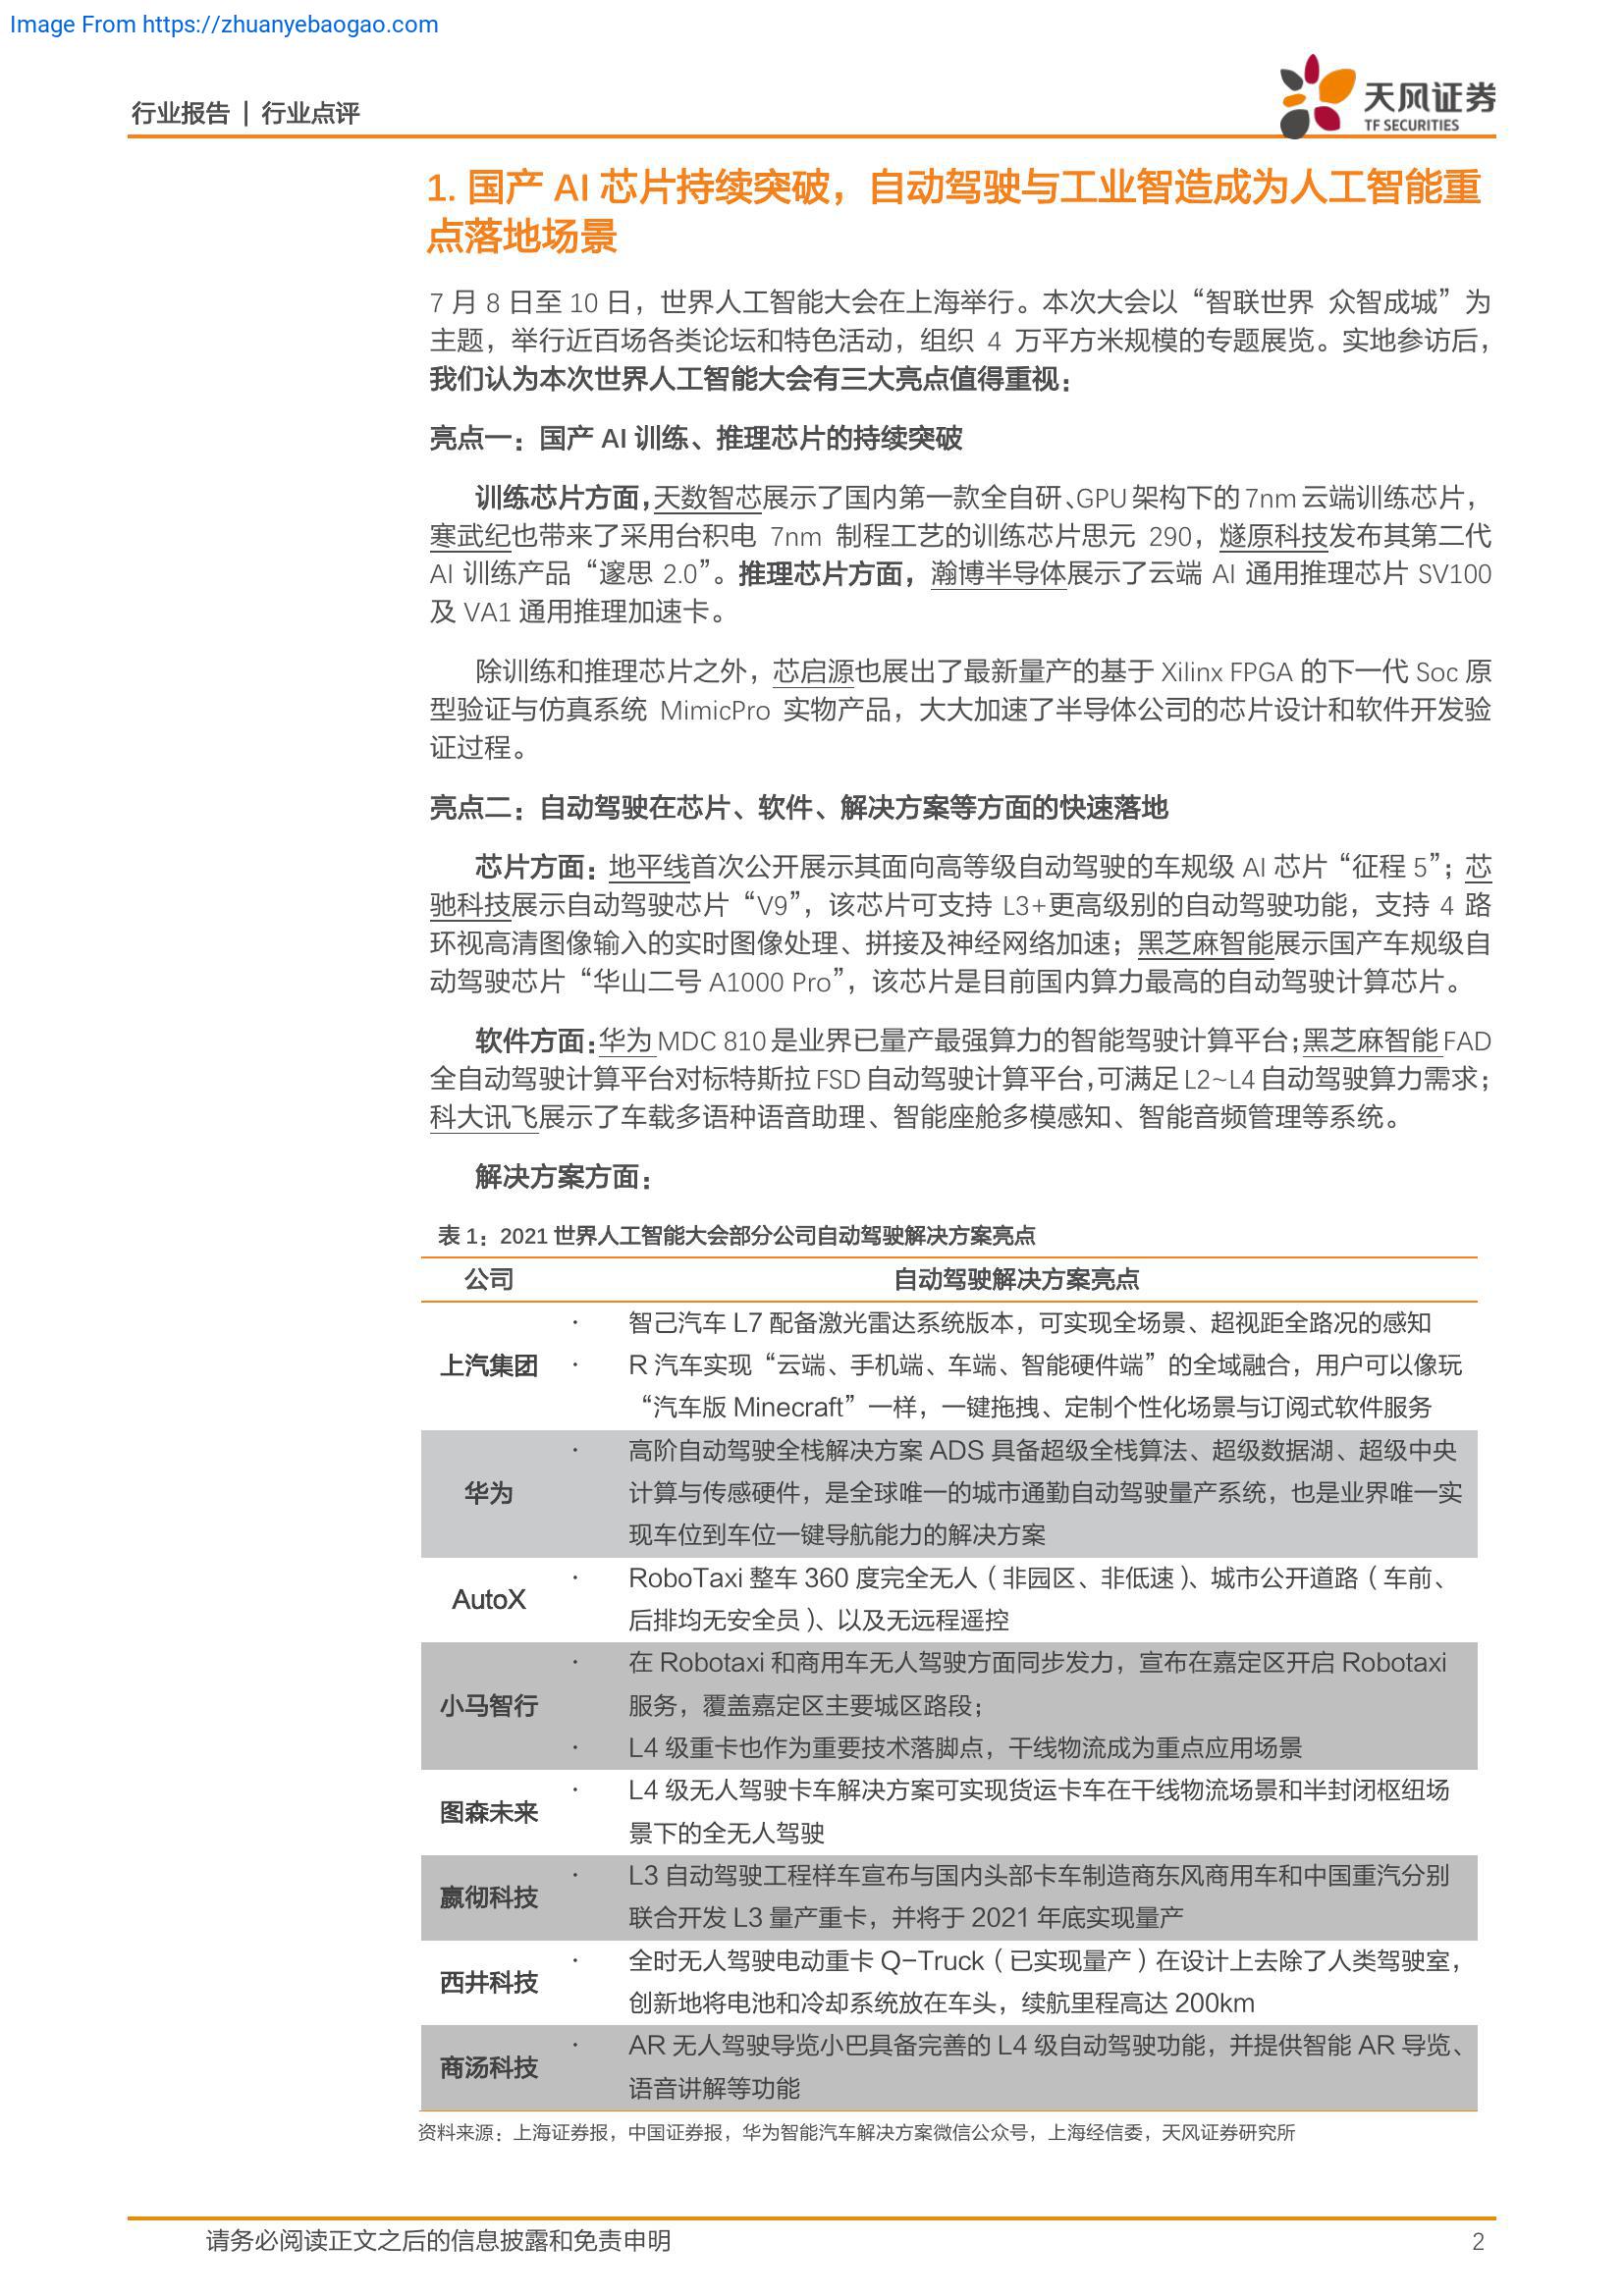 Image From https://zhuanyebaogao.com
行业报告 | 行业点评
天风证券
TF SECURITIES
1. 国产 AI 芯片持续突破，自动驾驶与工业智造成为人工智能重
点落地场景
7 月 8 日至 10 日，世界人工智能大会在上海举行。本次大会以“智联世界 众智成城”为
主题，举行近百场各类论坛和特色活动，组织 4 万平方米规模的专题展览。实地参访后，
我们认为本次世界人工智能大会有三大亮点值得重视：
亮点一：国产 AI 训练、推理芯片的持续突破
训练芯片方面，天数智芯展示了国内第一款全自研、GPU 架构下的 7nm 云端训练芯片，
寒武纪也带来了采用台积电 7nm 制程工艺的训练芯片思元 290，燧原科技发布其第二代
AI 训练产品“邃思 2.0”。推理芯片方面，瀚博半导体展示了云端 AI 通用推理芯片 SV100
及 VA1 通用推理加速卡。
除训练和推理芯片之外，芯启源也展出了最新量产的基于 Xilinx FPGA 的下一代 Soc 原
型验证与仿真系统 MimicPro 实物产品，大大加速了半导体公司的芯片设计和软件开发验
证过程。
亮点二：自动驾驶在芯片、软件、解决方案等方面的快速落地
芯片方面：地平线首次公开展示其面向高等级自动驾驶的车规级 AI 芯片“征程 5”；芯
驰科技展示自动驾驶芯片“V9”，该芯片可支持 L3+更高级别的自动驾驶功能，支持 4 路
环视高清图像输入的实时图像处理、拼接及神经网络加速；黑芝麻智能展示国产车规级自
动驾驶芯片“华山二号 A1000 Pro”，该芯片是目前国内算力最高的自动驾驶计算芯片。
软件方面：华为 MDC 810 是业界已量产最强算力的智能驾驶计算平台；黑芝麻智能 FAD
全自动驾驶计算平台对标特斯拉 FSD 自动驾驶计算平台，可满足 L2~L4 自动驾驶算力需求；
科大讯飞展示了车载多语种语音助理、智能座舱多模感知、智能音频管理等系统。
解决方案方面：
表 1：2021 世界人工智能大会部分公司自动驾驶解决方案亮点
公司 自动驾驶解决方案亮点
· 智己汽车 L7 配备激光雷达系统版本，可实现全场景、超视距全路况的感知
上汽集团 · R 汽车实现“云端、手机端、车端、智能硬件端”的全域融合，用户可以像玩
“汽车版 Minecraft”一样，一键拖拽、定制个性化场景与订阅式软件服务
· 高阶自动驾驶全栈解决方案 ADS 具备超级全栈算法、超级数据湖、超级中央
华为 计算与传感硬件，是全球唯一的城市通勤自动驾驶量产系统，也是业界唯一实
现车位到车位一键导航能力的解决方案
AutoX · RoboTaxi 整车 360 度完全无人（非园区、非低速）、城市公开道路（车前、
后排均无安全员）、以及无远程遥控
· 在 Robotaxi 和商用车无人驾驶方面同步发力，宣布在嘉定区开启 Robotaxi
小马智行 服务，覆盖嘉定区主要城区路段；
· L4 级重卡也作为重要技术落脚点，干线物流成为重点应用场景
图森未来 · L4 级无人驾驶卡车解决方案可实现货运卡车在干线物流场景和半封闭枢纽场
景下的全无人驾驶
嬴彻科技 · L3 自动驾驶工程样车宣布与国内头部卡车制造商东风商用车和中国重汽分别
联合开发 L3 量产重卡，并将于 2021 年底实现量产
西井科技 · 全时无人驾驶电动重卡 Q-Truck（已实现量产）在设计上去除了人类驾驶室，
创新地将电池和冷却系统放在车头，续航里程高达 200km
商汤科技 · AR 无人驾驶导览小巴具备完善的 L4 级自动驾驶功能，并提供智能 AR 导览、
语音讲解等功能
资料来源：上海证券报，中国证券报，华为智能汽车解决方案微信公众号，上海经信委，天风证券研究所
请务必阅读正文之后的信息披露和免责申明 2